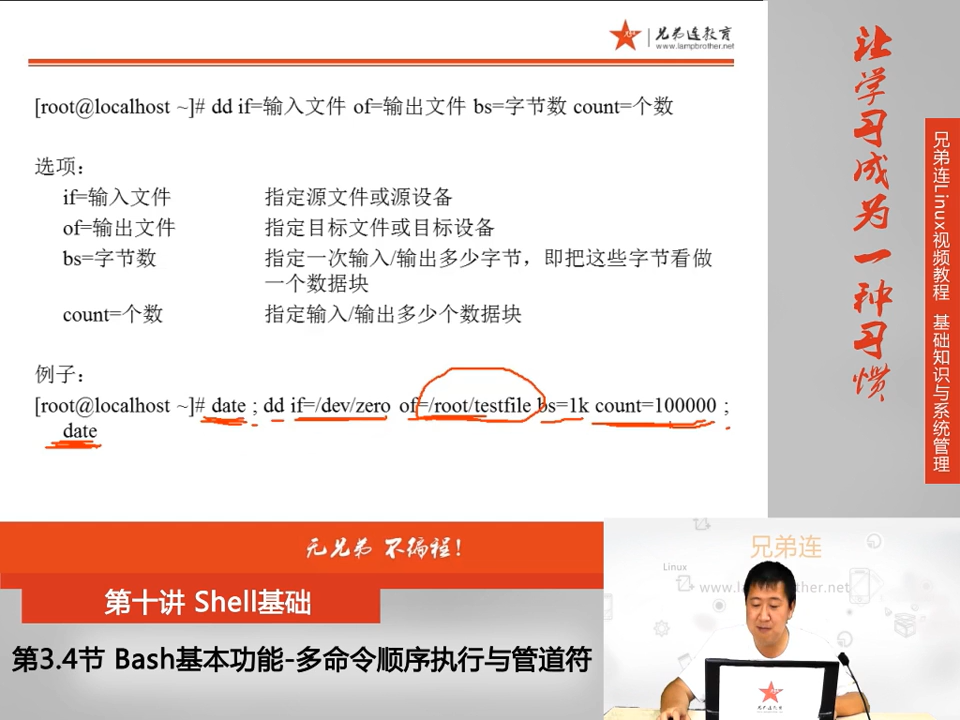 兄弟连教育
www.lampbrother.net
[root@localhost ~]# dd if=输入文件 of=输出文件 bs=字节数 count=个数
选项：
if=输入文件 指定源文件或源设备
of=输出文件 指定目标文件或目标设备
bs=字节数 指定一次输入/输出多少字节，即把这些字节看做
一个数据块
count=个数 指定输入/输出多少个数据块
例子：
[root@localhost ~]# date ; dd if=/dev/zero of=/root/testfile bs=1k count=100000 ;
date
让学习成为一种习惯
兄弟连Linux视频教程 基础知识与系统管理
无兄弟 不编程！
第十讲 Shell基础
第3.4节 Bash基本功能-多命令顺序执行与管道符
兄弟连
Linux
兄弟连教育